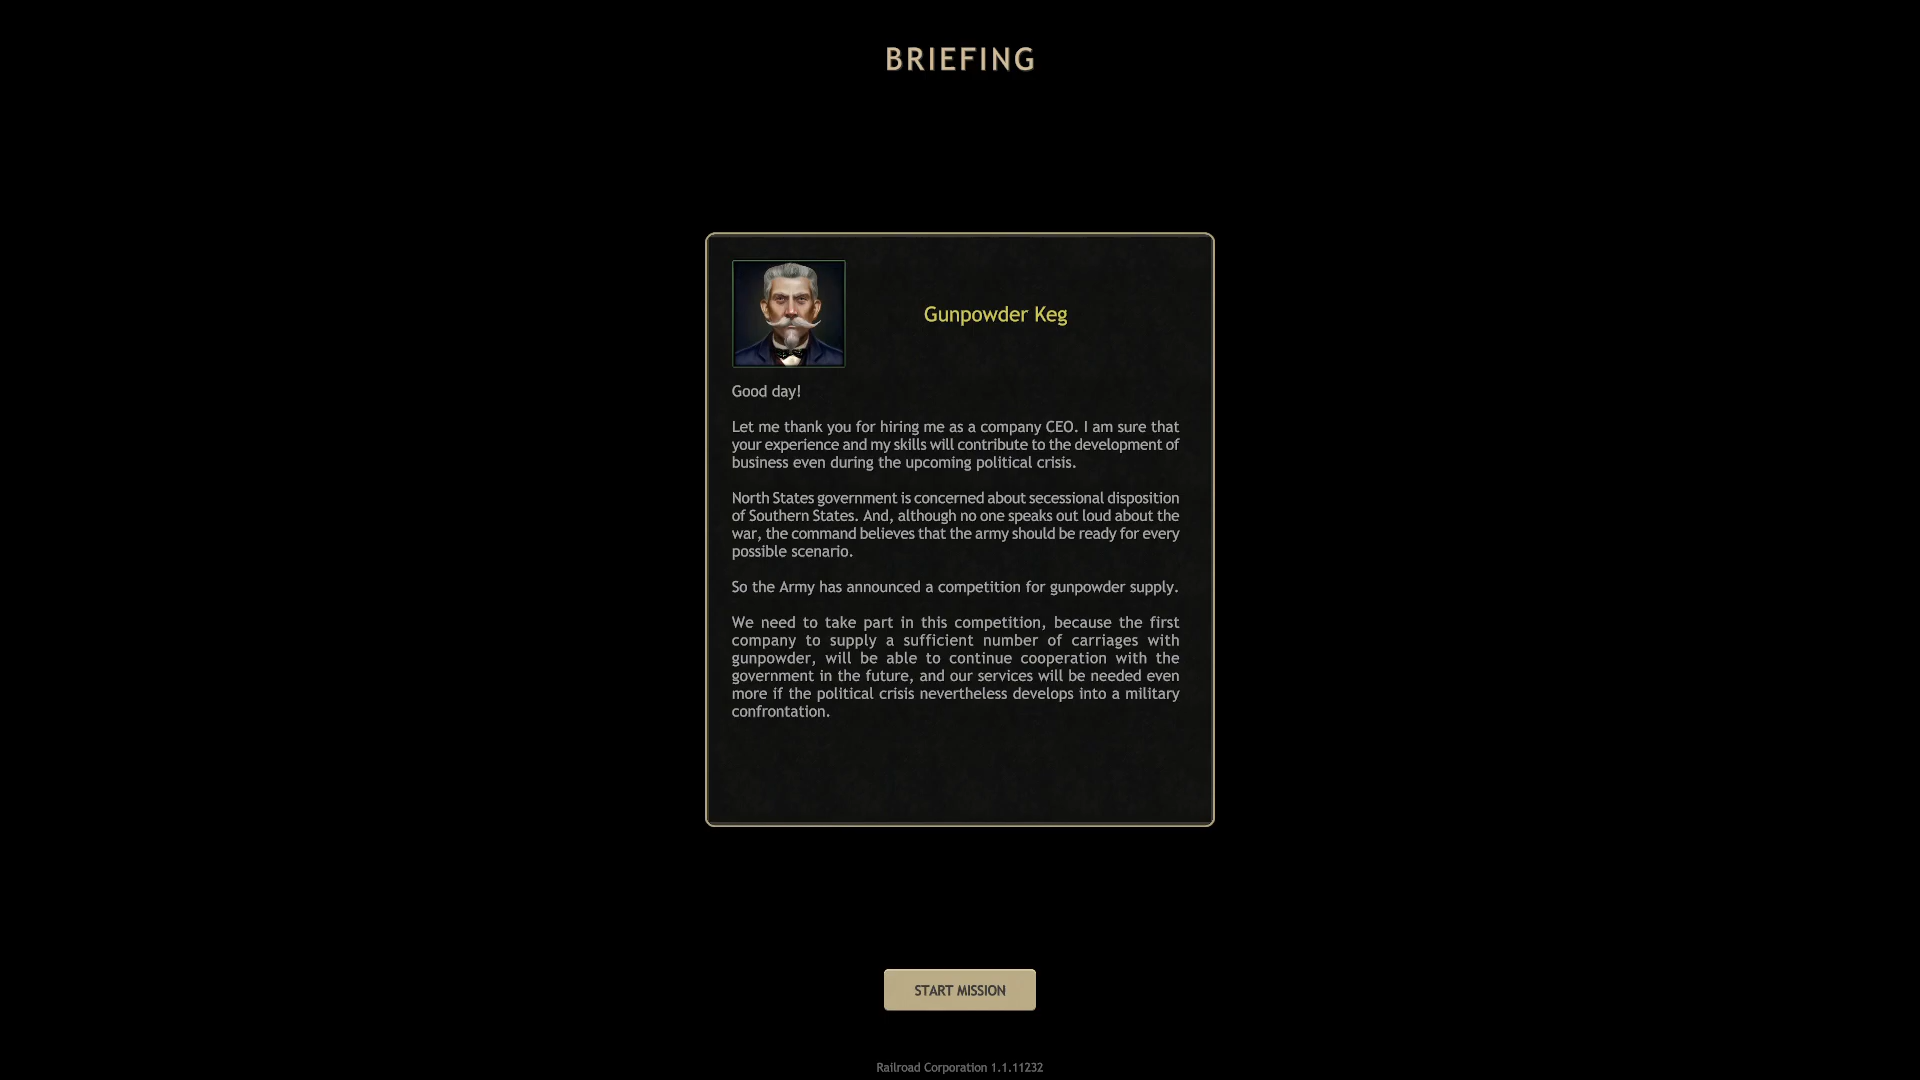 BRIEFING
Gunpowder Keg
Good day!
Let me thank you for hiring me as a company CEO. I am sure that
your experience and my skills will contribute to the development of
business even during the upcoming political crisis.
North States government is concerned about secessional disposition
of Southern States. And, although no one speaks out loud about the
war, the command believes that the army should be ready for every
possible scenario.
So the Army has announced a competition for gunpowder supply.
We need to take part in this competition, because the first
company to supply a sufficient number of carriages with
gunpowder, will be able to continue cooperation with the
government in the future, and our services will be needed even
more if the political crisis nevertheless develops into a military
confrontation.
START MISSION
Railroad Corporation 1.1.11232